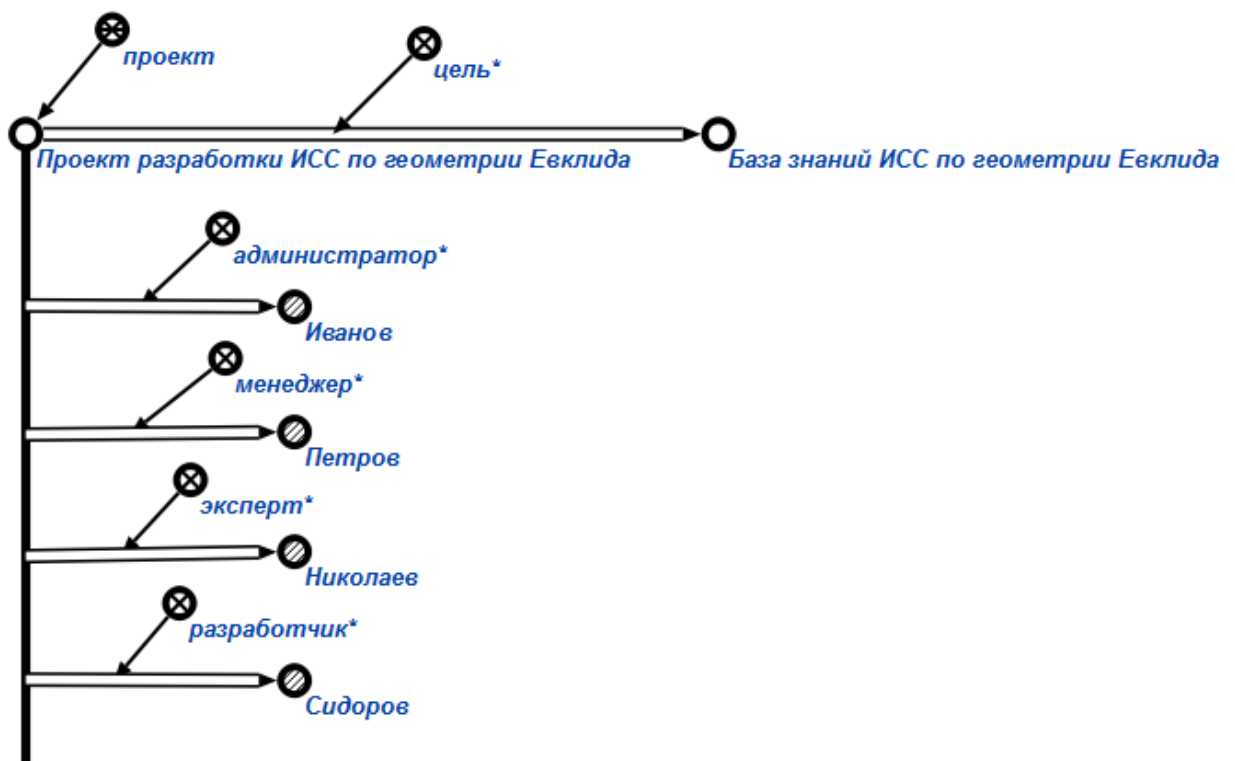 проект
цель*
Проект разработки ИСС по геометрии Евклида
База знаний ИСС по геометрии Евклида
администратор*
Иванов
менеджер*
Петров
эксперт*
Николаев
разработчик*
Сидоров